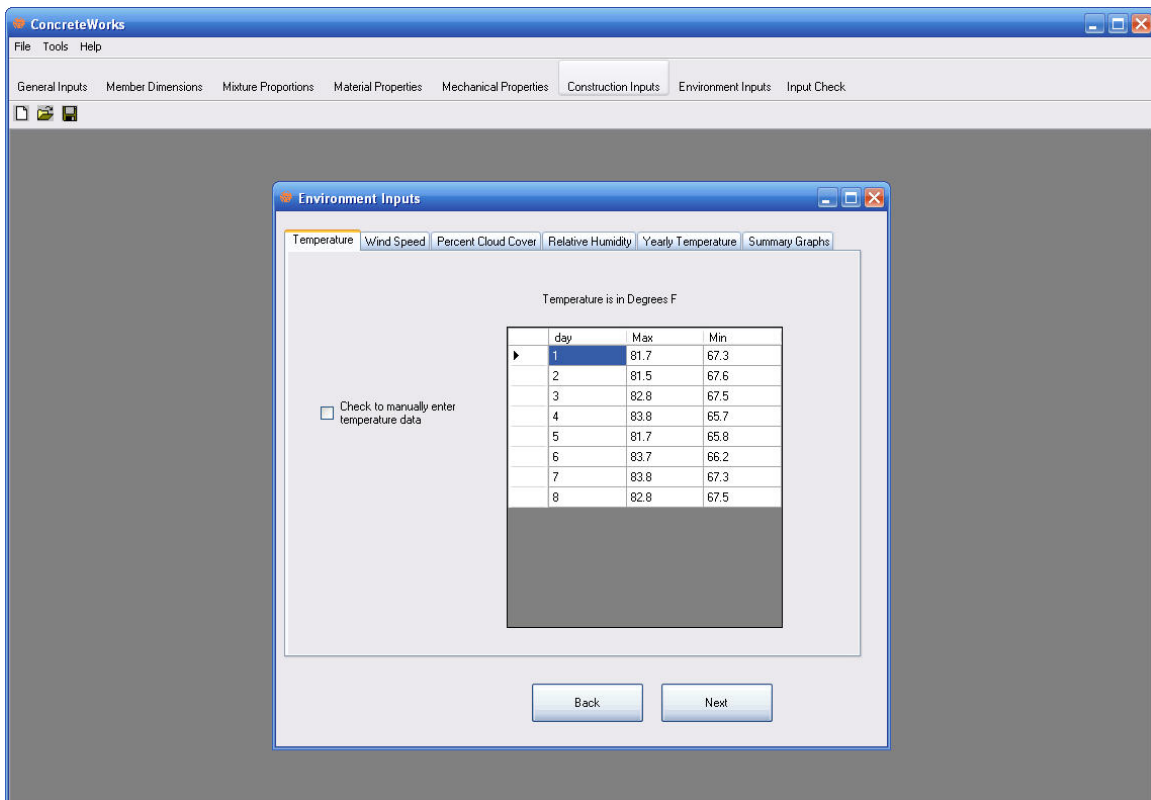 ConcreteWorks
File Tools Help
General Inputs Member Dimensions Mixture Proportions Material Properties Mechanical Properties Construction Inputs Environment Inputs Input Check
Environment Inputs
Temperature Wind Speed Percent Cloud Cover Relative Humidity Yearly Temperature Summary Graphs
Temperature is in Degrees F
day Max Min
1 81.7 67.3
2 81.5 67.6
3 82.8 67.5
4 83.8 65.7
5 81.7 65.8
6 83.7 66.2
7 83.8 67.3
8 82.8 67.5
Check to manually enter
temperature data
Back Next